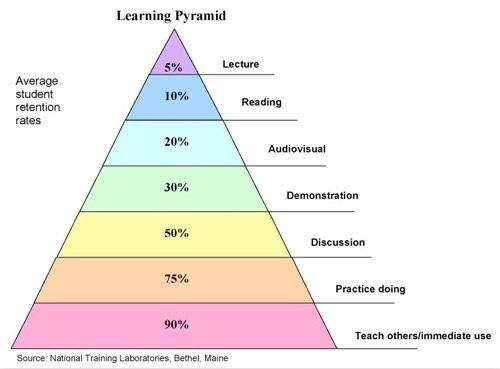 Learning Pyramid
Average
student
retention
rates
5%
Lecture
10%
Reading
20%
Audiovisual
30%
Demonstration
50%
Discussion
75%
Practice doing
90%
Teach others/immediate use
Source: National Training Laboratories, Bethel, Maine